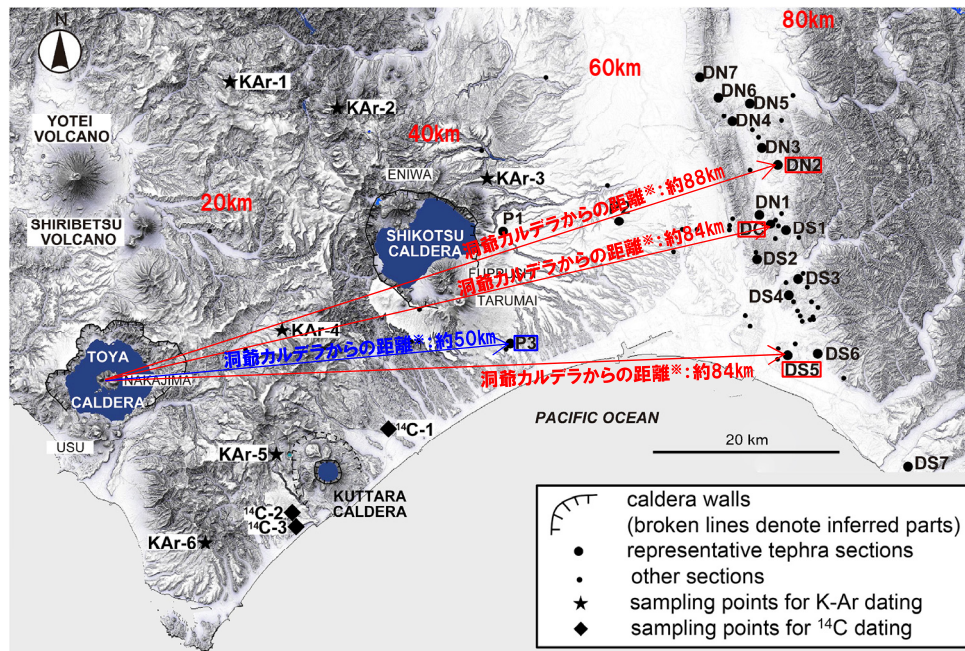 80km
60km
40km
20km
KAr-1
KAr-2
KAr-3
DN7
DN6
DN5
DN4
DN3
DN2
YOTEI
VOLCANO
SHIRIBETSU
VOLCANO
ENIWA
SHIKOTSU
CALDERA
P1
DN1
DC
DS1
DS2
DS3
DS4
TARUMAI
洞爺カルデラからの距離※:約88km
洞爺カルデラからの距離※:約84km
KAr-4
洞爺カルデラからの距離※:約50km
P3
TOYA
CALDERA
NAKAJIMA
洞爺カルデラからの距離※:約84km
DS6
DS5
USU
PACIFIC OCEAN
20 km
DS7
¹⁴C-1
KAr-5
KUTTARA
CALDERA
¹⁴C-2
¹⁴C-3
KAr-6
caldera walls
(broken lines denote inferred parts)
representative tephra sections
other sections
sampling points for K-Ar dating
sampling points for ¹⁴C dating